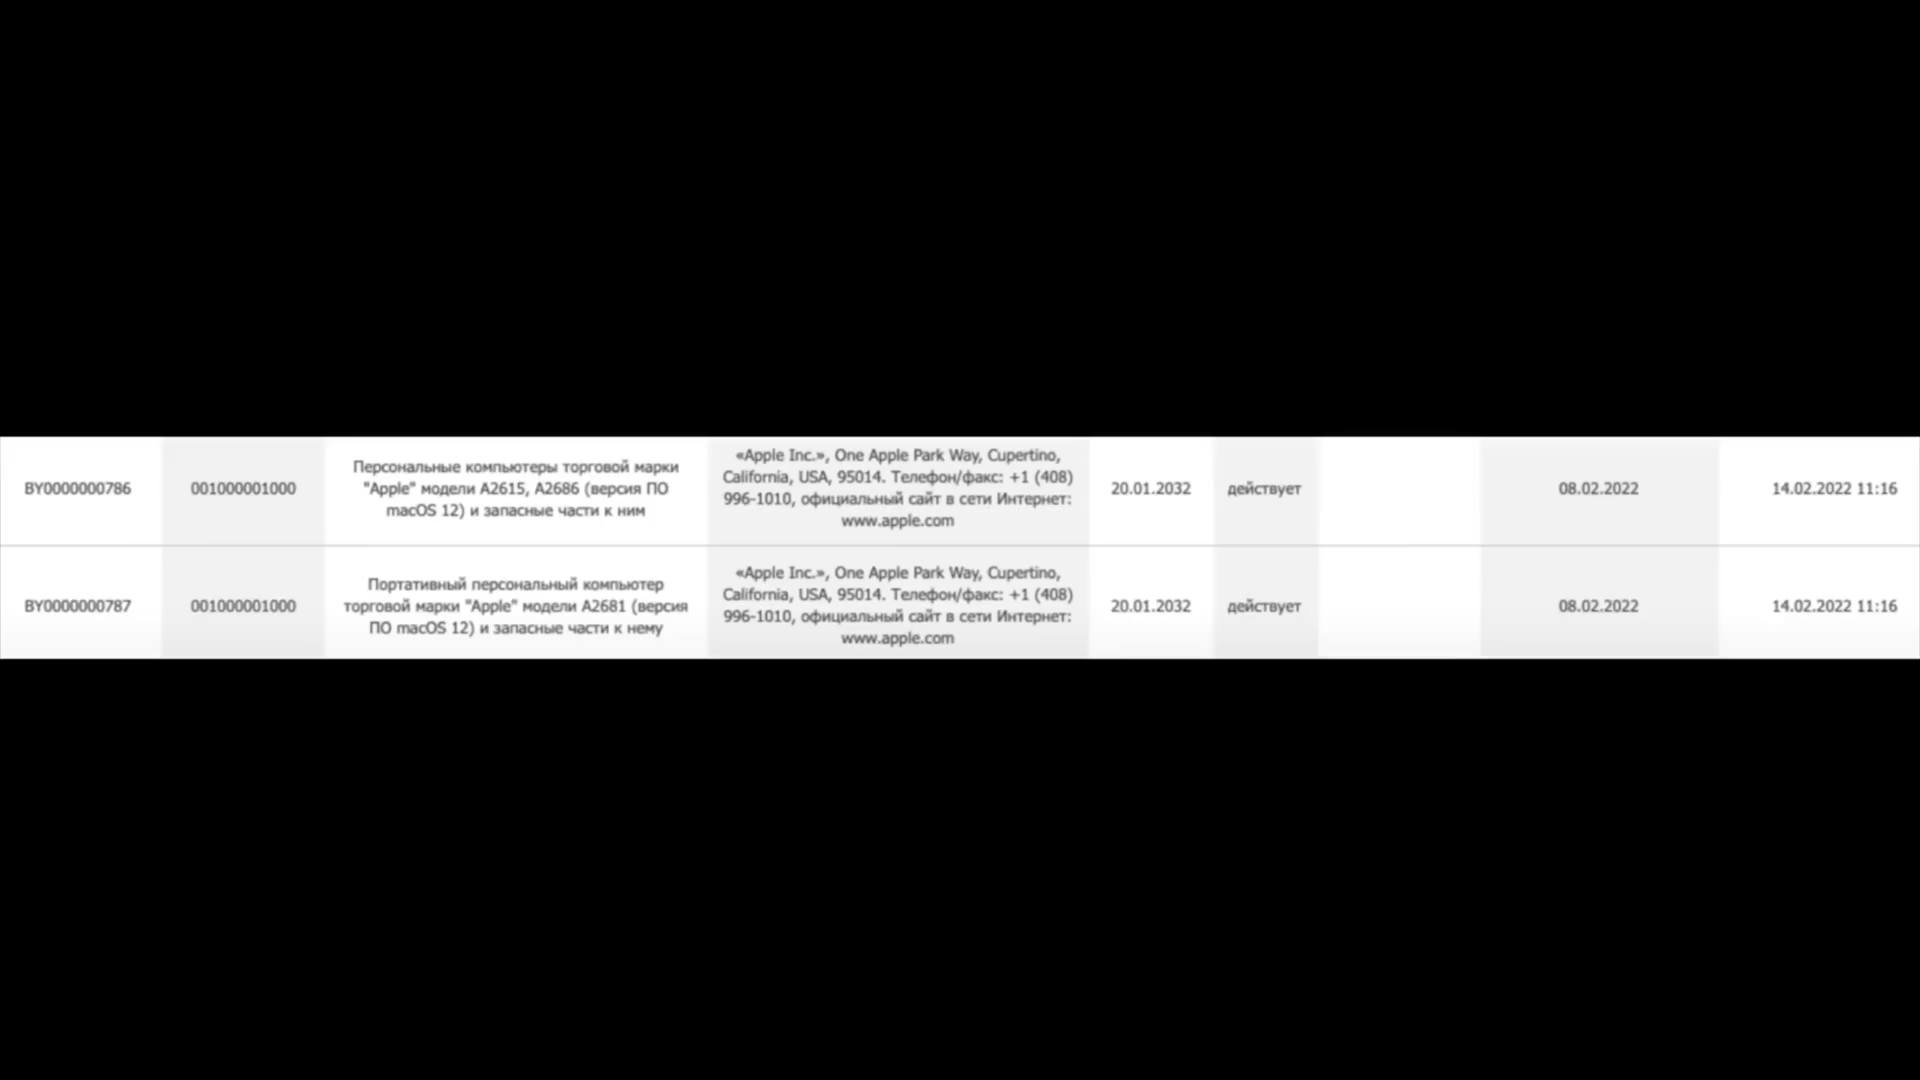 BY0000000786
001000001000
Персональные компьютеры торговой марки
"Apple" модели A2615, A2686 (версия ПО
macOS 12) и запасные части к ним
«Apple Inc.», One Apple Park Way, Cupertino,
California, USA, 95014. Телефон/факс: +1 (408)
996-1010, официальный сайт в сети Интернет:
www.apple.com
20.01.2032
действует
08.02.2022
14.02.2022 11:16
BY0000000787
001000001000
Портативный персональный компьютер
торговой марки "Apple" модели A2681 (версия
ПО macOS 12) и запасные части к нему
«Apple Inc.», One Apple Park Way, Cupertino,
California, USA, 95014. Телефон/факс: +1 (408)
996-1010, официальный сайт в сети Интернет:
www.apple.com
20.01.2032
действует
08.02.2022
14.02.2022 11:16